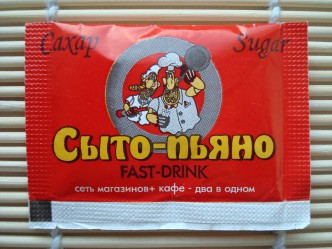 Сахар Sugar
Сыто-пьяно
FAST-DRINK
сеть магазинов+ кафе - два в одном